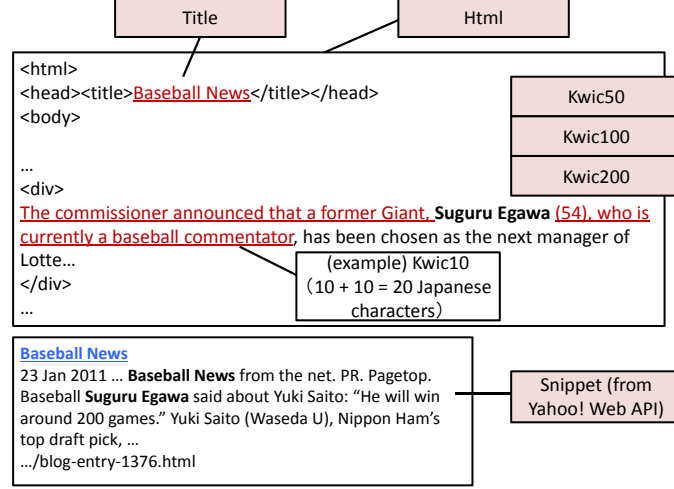 Title
Html
<html>
<head><title>Baseball News</title></head>
<body>
Kwic50
Kwic100
Kwic200
...
<div>
The commissioner announced that a former Giant, Suguru Egawa (54), who is
currently a baseball commentator, has been chosen as the next manager of
Lotte...
</div>
...
(example) Kwic10
（10 + 10 = 20 Japanese
characters）
Baseball News
23 Jan 2011 ... Baseball News from the net. PR. Pagetop.
Baseball Suguru Egawa said about Yuki Saito: “He will win
around 200 games.” Yuki Saito (Waseda U), Nippon Ham’s
top draft pick, ...
.../blog-entry-1376.html
Snippet (from
Yahoo! Web API)